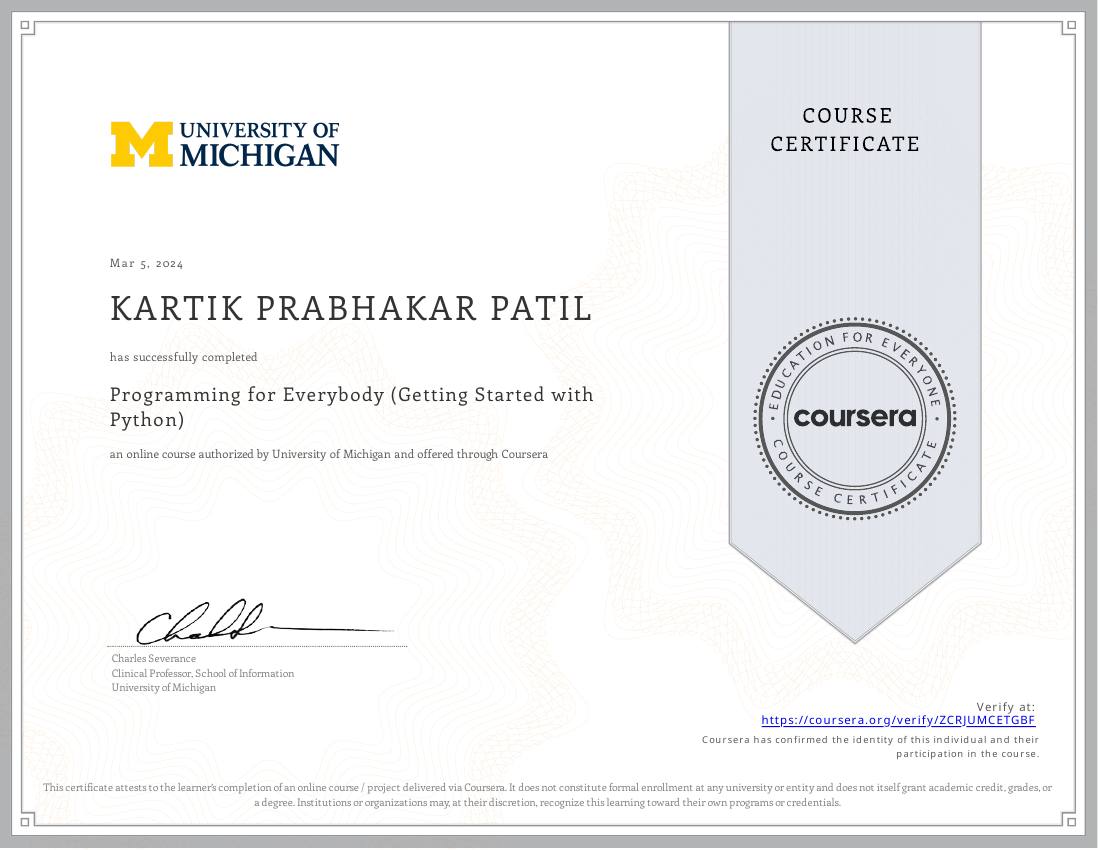 UNIVERSITY OF
MICHIGAN
COURSE
CERTIFICATE
Mar 5, 2024
KARTIK PRABHAKAR PATIL
has successfully completed
Programming for Everybody (Getting Started with
Python)
an online course authorized by University of Michigan and offered through Coursera
EDUCATION FOR EVERYONE
coursera
COURSE CERTIFICATE
Charles Severance
Clinical Professor, School of Information
University of Michigan
Verify at:
https://coursera.org/verify/ZCRJUMCETGBF
Coursera has confirmed the identity of this individual and their
participation in the course.
This certificate attests to the learner's completion of an online course / project delivered via Coursera. It does not constitute formal enrollment at any university or entity and does not itself grant academic credit, grades, or
a degree. Institutions or organizations may, at their discretion, recognize this learning toward their own programs or credentials.